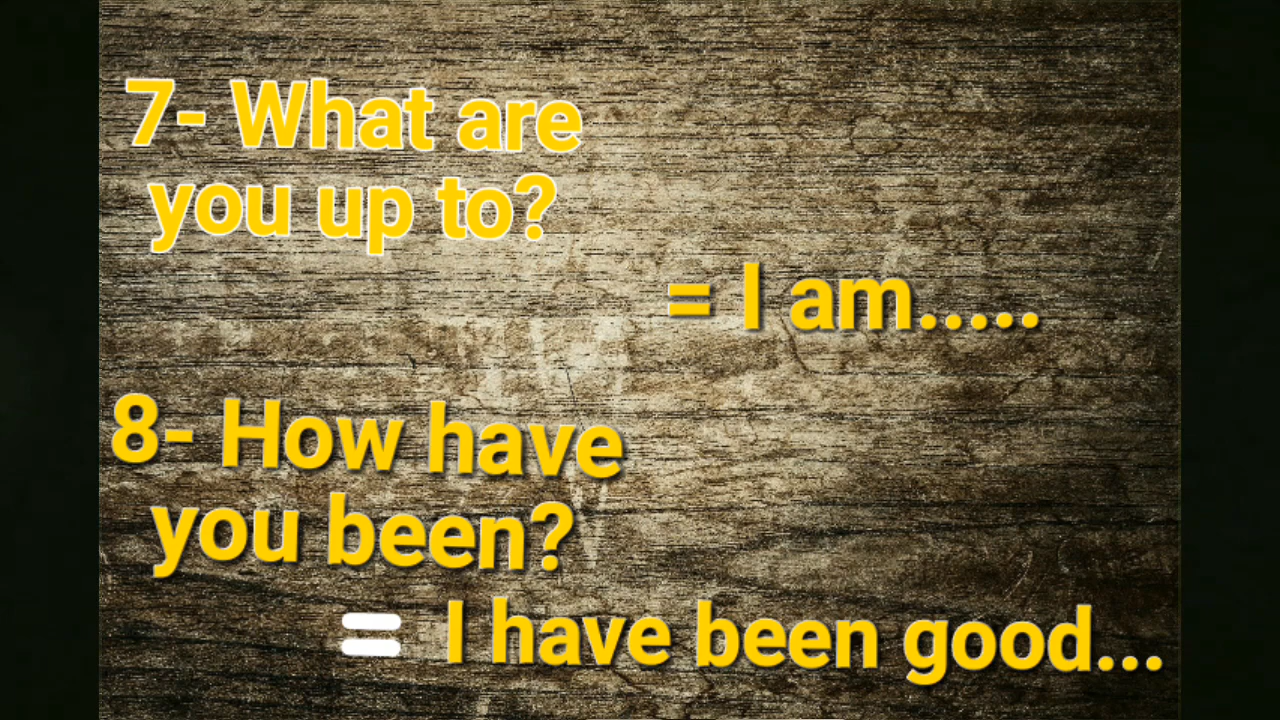 7- What are
you up to?
= I am.....
8- How have
you been?
= I have been good...